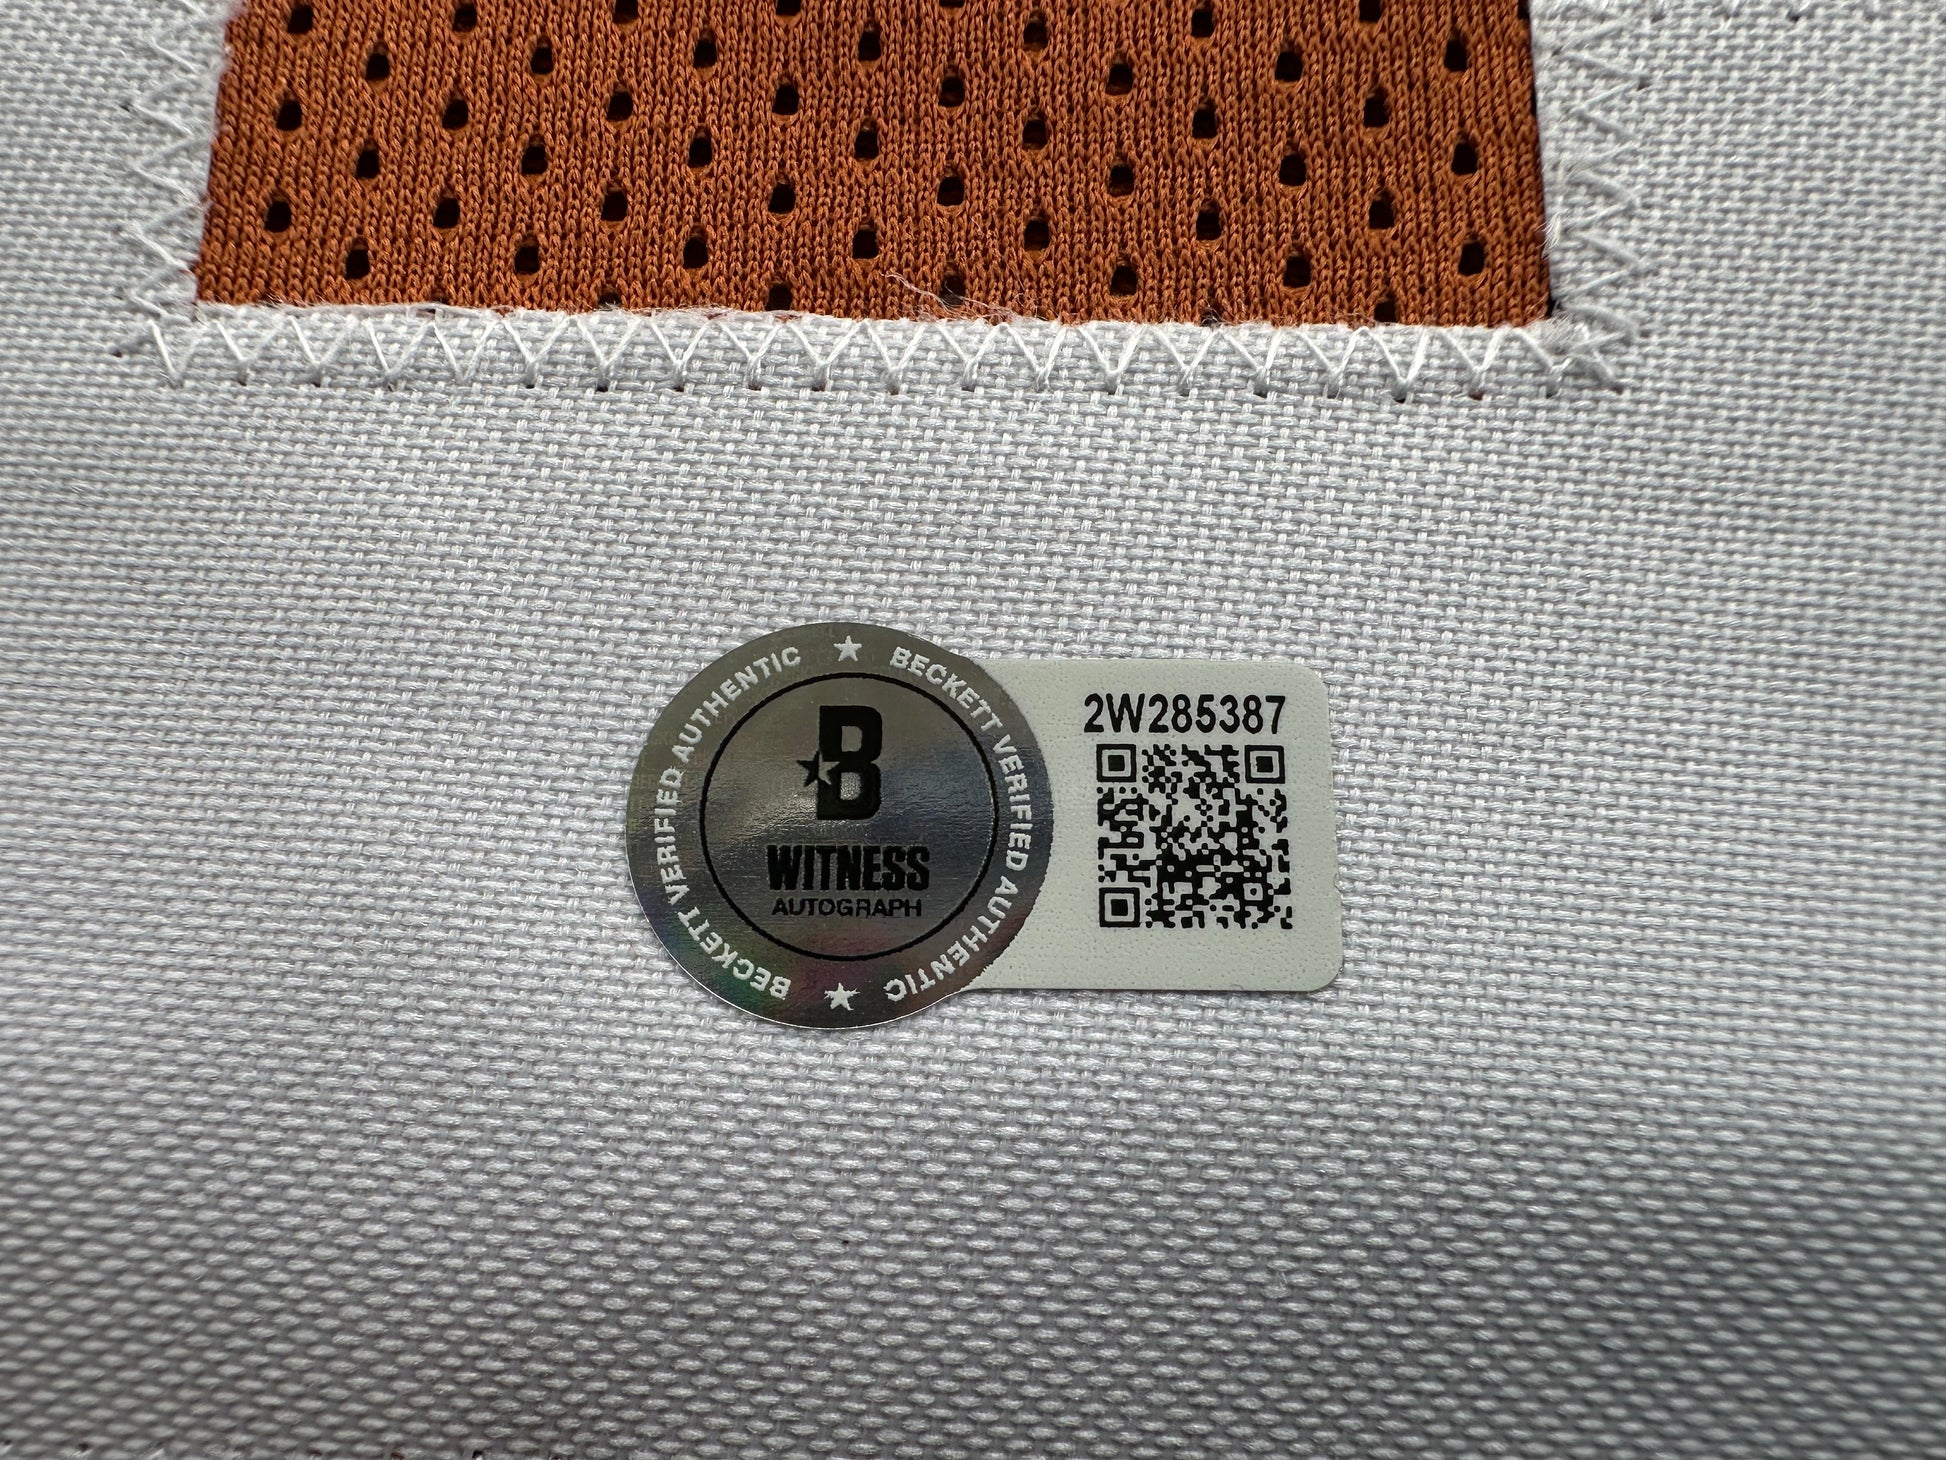 BECKETT VERIFIED AUTHENTIC ★ BECKETT VERIFIED AUTHENTIC ★
B
WITNESS
AUTOGRAPH
2W285387